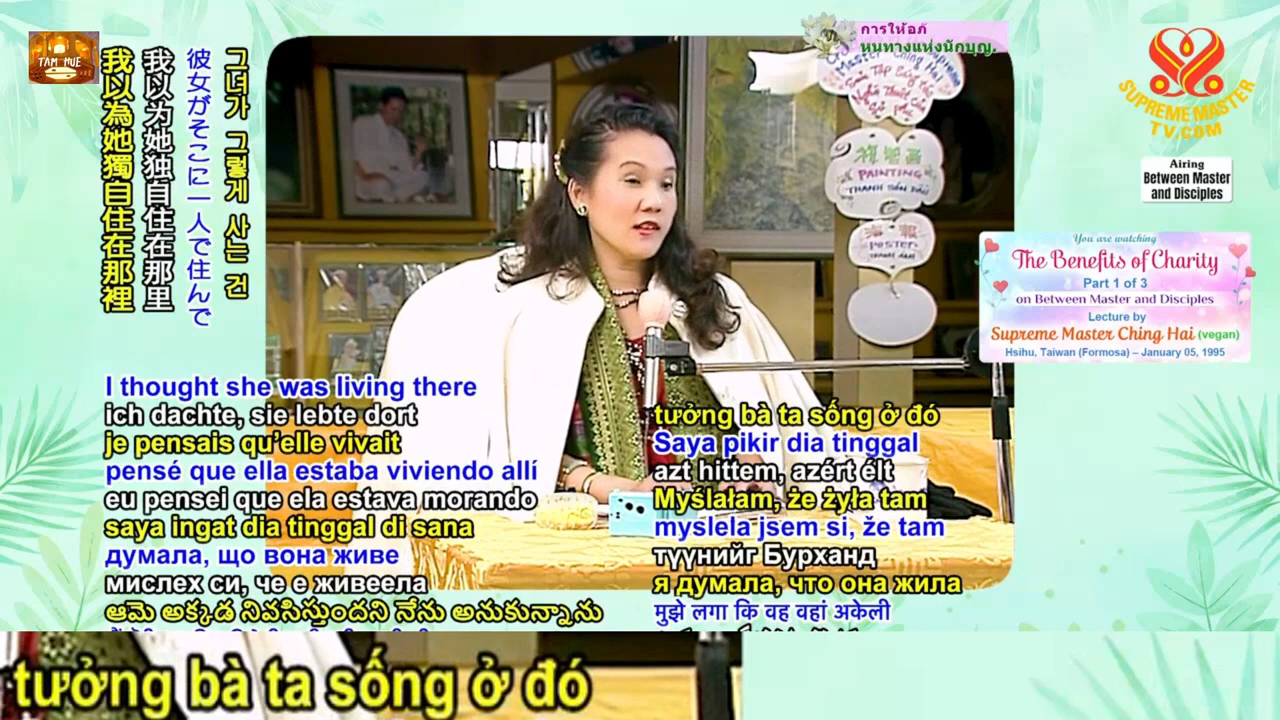 TAM HUE
그녀가 그렇게 사는 건
彼女がそこに一人で住んで
我以为她独自住在那里
我以為她獨自住在那裡
การให้อภั
หนทางแห่งนักบุญ.
SUPREME MASTER
TV.COM
Airing
Between Master
and Disciples
You are watching
The Benefits of Charity
Part 1 of 3
on Between Master and Disciples
Lecture by
Supreme Master Ching Hai (vegan)
Hsihu, Taiwan (Formosa) – January 05, 1995
PAINTING
POSTER
I thought she was living there
ich dachte, sie lebte dort
je pensais qu'elle vivait
pensé que ella estaba viviendo allí
eu pensei que ela estava morando
saya ingat dia tinggal di sana
думала, що вона живе
мислех си, че е живеела
ఆమె అక్కడ నివసిస్తుందని నేను అనుకున్నాను
tưởng bà ta sống ở đó
Saya pikir dia tinggal
azt hittem, azért élt
Myślałam, że żyła tam
myslela jsem si, že tam
түүнийг Бурханд
я думала, что она жила
मुझे लगा कि वह वहां अकेली
tưởng bà ta sống ở đó